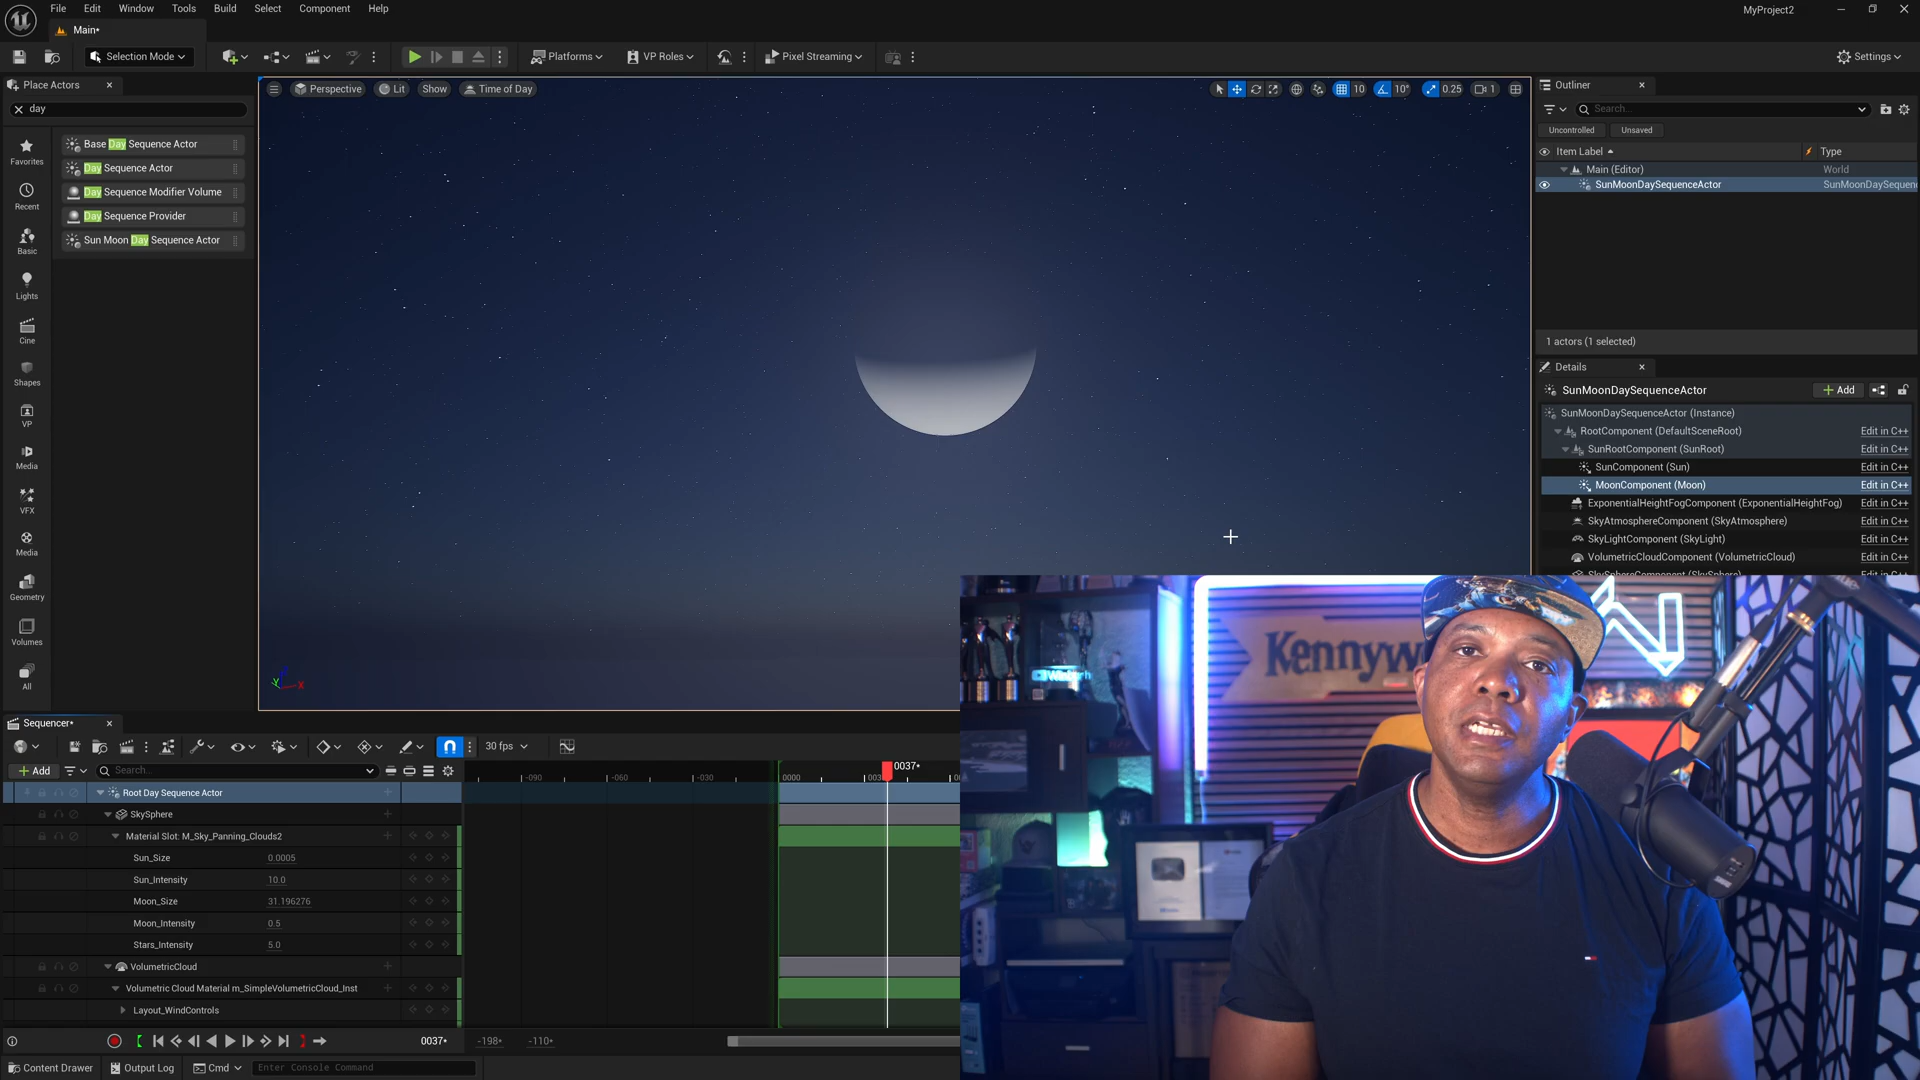 File Edit Window Tools Build Select Component Help
MyProject2
Main*
Selection Mode
Platforms
VP Roles
Pixel Streaming
Settings
Place Actors
day
Base Day Sequence Actor
Day Sequence Actor
Day Sequence Modifier Volume
Day Sequence Provider
Sun Moon Day Sequence Actor
Favorites
Recent
Basic
Lights
Cine
Shapes
VP
Media
VFX
Media
Geometry
Volumes
All
Perspective
Lit
Show
Time of Day
10
10°
0.25
1
Outliner
Search...
Uncontrolled
Unsaved
Item Label
Type
Main (Editor)
World
SunMoonDaySequenceActor
SunMoonDaySequen
1 actors (1 selected)
Details
SunMoonDaySequenceActor
Add
SunMoonDaySequenceActor (Instance)
RootComponent (DefaultSceneRoot) Edit in C++
SunRootComponent (SunRoot) Edit in C++
SunComponent (Sun) Edit in C++
MoonComponent (Moon) Edit in C++
ExponentialHeightFogComponent (ExponentialHeightFog) Edit in C++
SkyAtmosphereComponent (SkyAtmosphere) Edit in C++
SkyLightComponent (SkyLight) Edit in C++
VolumetricCloudComponent (VolumetricCloud) Edit in C++
Kennyw
Sequencer*
30 fps
+ Add
Search...
-090
-060
-030
0000
0037*
Root Day Sequence Actor
SkySphere
Material Slot: M_Sky_Panning_Clouds2
Sun_Size 0.0005
Sun_Intensity 10.0
Moon_Size 31.196276
Moon_Intensity 0.5
Stars_Intensity 5.0
VolumetricCloud
Volumetric Cloud Material m_SimpleVolumetricCloud_Inst
Layout_WindControls
0037*
-198*
-110*
Content Drawer
Output Log
Cmd
Enter Console Command